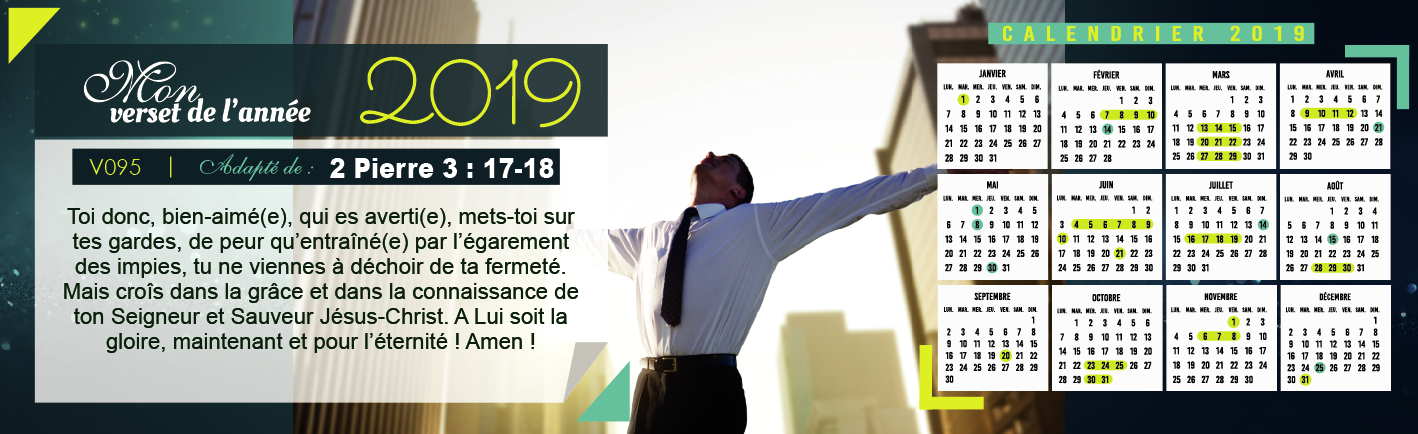 Mon
verset de l'année
2019
V095 | Adapté de : 2 Pierre 3 : 17-18
Toi donc, bien-aimé(e), qui es averti(e), mets-toi sur
tes gardes, de peur qu'entraîné(e) par l'égarement
des impies, tu ne viennes à déchoir de ta fermeté.
Mais croîs dans la grâce et dans la connaissance de
ton Seigneur et Sauveur Jésus-Christ. A Lui soit la
gloire, maintenant et pour l'éternité ! Amen !
CALENDRIER 2019
JANVIER
LUN. MAR. MER. JEU. VEN. SAM. DIM.
1 2 3 4 5 6
7 8 9 10 11 12 13
14 15 16 17 18 19 20
21 22 23 24 25 26 27
28 29 30 31
FÉVRIER
LUN. MAR. MER. JEU. VEN. SAM. DIM.
1 2 3
4 5 6 7 8 9 10
11 12 13 14 15 16 17
18 19 20 21 22 23 24
25 26 27 28
MARS
LUN. MAR. MER. JEU. VEN. SAM. DIM.
1 2 3
4 5 6 7 8 9 10
11 12 13 14 15 16 17
18 19 20 21 22 23 24
25 26 27 28 29 30 31
AVRIL
LUN. MAR. MER. JEU. VEN. SAM. DIM.
1 2 3 4 5 6 7
8 9 10 11 12 13 14
15 16 17 18 19 20 21
22 23 24 25 26 27 28
29 30
MAI
LUN. MAR. MER. JEU. VEN. SAM. DIM.
1 2 3 4 5
6 7 8 9 10 11 12
13 14 15 16 17 18 19
20 21 22 23 24 25 26
27 28 29 30 31
JUIN
LUN. MAR. MER. JEU. VEN. SAM. DIM.
1 2
3 4 5 6 7 8 9
10 11 12 13 14 15 16
17 18 19 20 21 22 23
24 25 26 27 28 29 30
JUILLET
LUN. MAR. MER. JEU. VEN. SAM. DIM.
1 2 3 4 5 6 7
8 9 10 11 12 13 14
15 16 17 18 19 20 21
22 23 24 25 26 27 28
29 30 31
AOÛT
LUN. MAR. MER. JEU. VEN. SAM. DIM.
1 2 3 4
5 6 7 8 9 10 11
12 13 14 15 16 17 18
19 20 21 22 23 24 25
26 27 28 29 30 31
SEPTEMBRE
LUN. MAR. MER. JEU. VEN. SAM. DIM.
1
2 3 4 5 6 7 8
9 10 11 12 13 14 15
16 17 18 19 20 21 22
23 24 25 26 27 28 29
30
OCTOBRE
LUN. MAR. MER. JEU. VEN. SAM. DIM.
1 2 3 4 5 6
7 8 9 10 11 12 13
14 15 16 17 18 19 20
21 22 23 24 25 26 27
28 29 30 31
NOVEMBRE
LUN. MAR. MER. JEU. VEN. SAM. DIM.
1 2 3
4 5 6 7 8 9 10
11 12 13 14 15 16 17
18 19 20 21 22 23 24
25 26 27 28 29 30
DÉCEMBRE
LUN. MAR. MER. JEU. VEN. SAM. DIM.
1
2 3 4 5 6 7 8
9 10 11 12 13 14 15
16 17 18 19 20 21 22
23 24 25 26 27 28 29
30 31